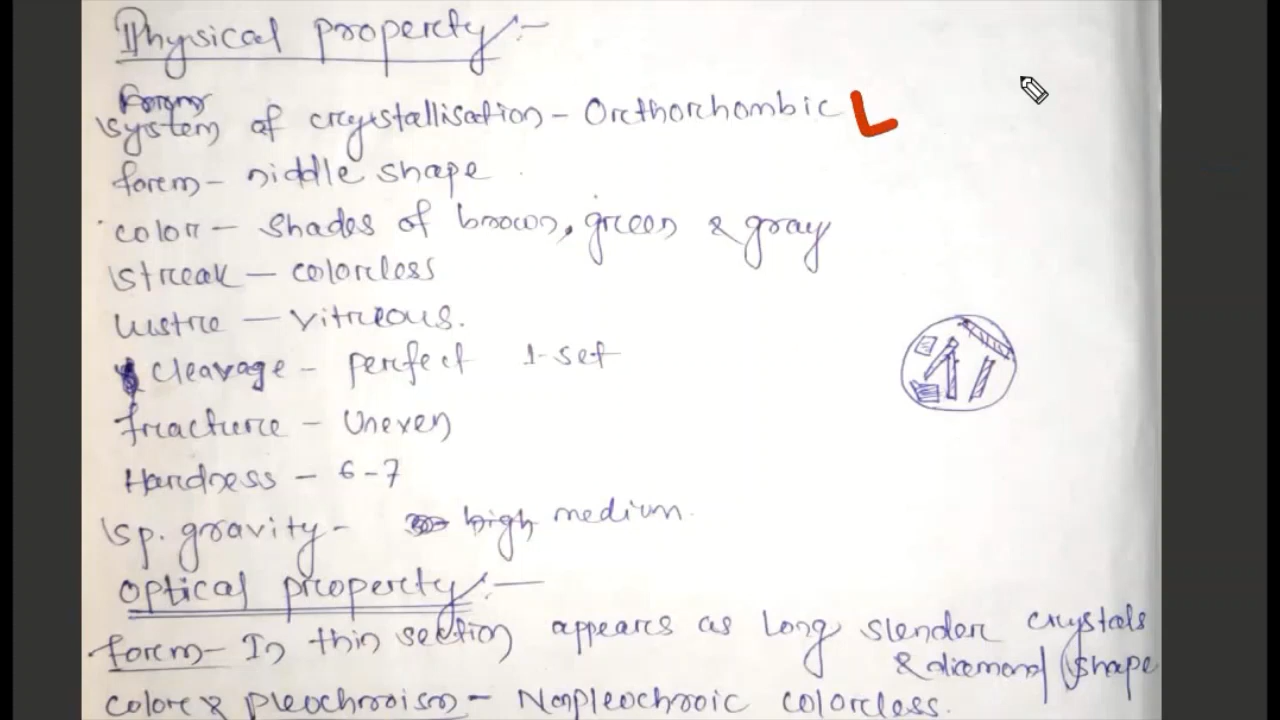 Physical property :-
Form
System of crystallisation - Orthorhombic
form - niddle shape
color - Shades of brown, green & gray
Streak - colorless
lustre - vitreous.
Cleavage - perfect 1-set
fracture - Uneven
Hardness - 6-7
Sp. gravity - high medium.
Optical property :-
form - In thin section appears as long slender crystals
& diamond shape
color & pleochroism - Nonpleochroic colorless.